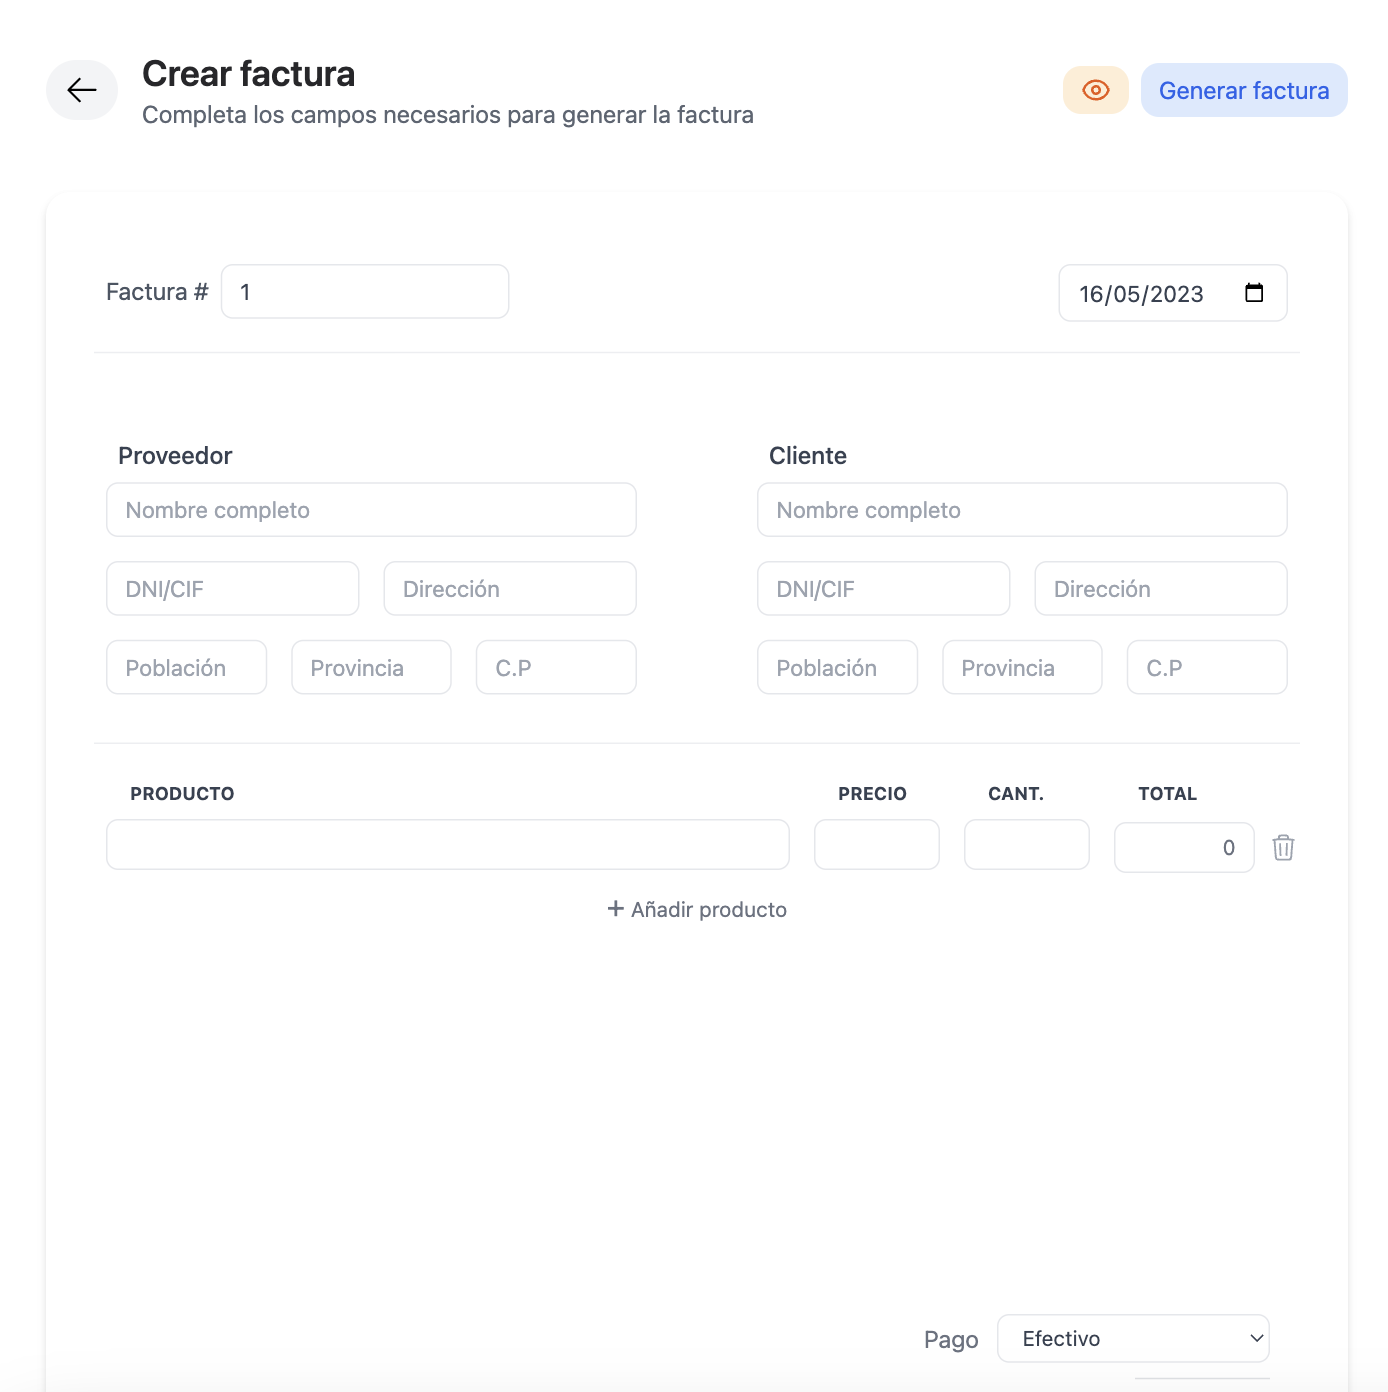 Crear factura
Completa los campos necesarios para generar la factura
Generar factura
Factura # 1
16/05/2023
Proveedor
Nombre completo
DNI/CIF Dirección
Población Provincia C.P
Cliente
Nombre completo
DNI/CIF Dirección
Población Provincia C.P
PRODUCTO PRECIO CANT. TOTAL
0
+ Añadir producto
Pago Efectivo